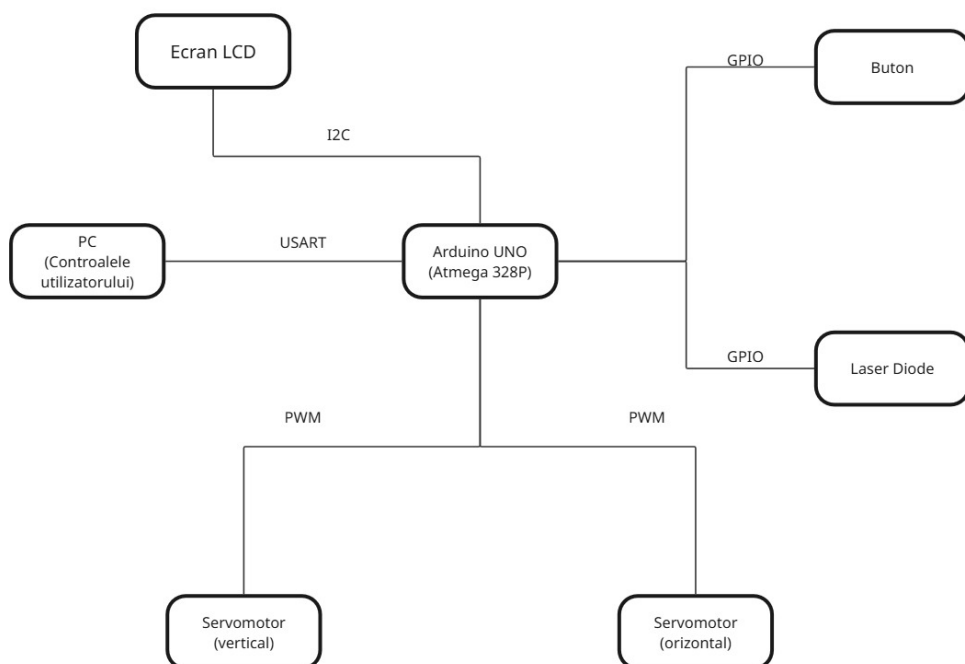 Ecran LCD
GPIO
Buton
I2C
PC
(Controalele
utilizatorului)
USART
Arduino UNO
(Atmega 328P)
GPIO
Laser Diode
PWM
PWM
Servomotor
(vertical)
Servomotor
(orizontal)